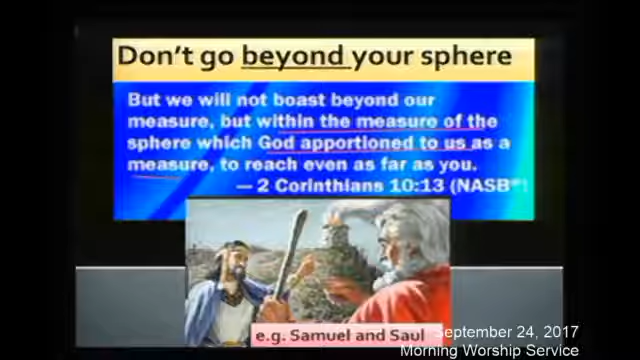 Don't go beyond your sphere
But we will not boast beyond our
measure, but within the measure of the
sphere which God apportioned to us as a
measure, to reach even as far as you.
— 2 Corinthians 10:13 (NASB®)
e.g. Samuel and Saul
September 24, 2017
Morning Worship Service